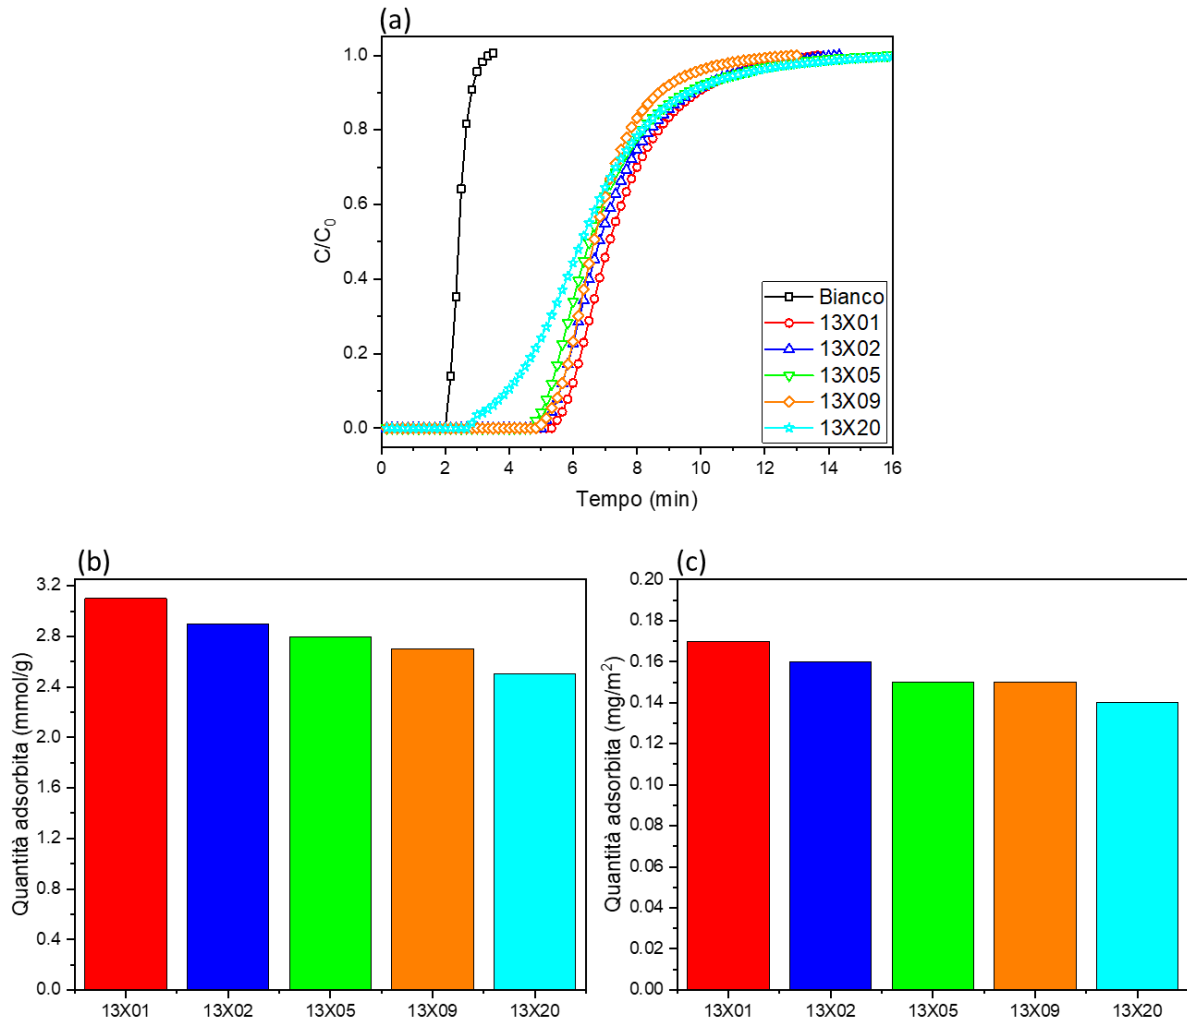 (a)
1.0
0.8
0.6
0.4
0.2
0.0
C/C₀
0 2 4 6 8 10 12 14 16
Tempo (min)
Bianco
13X01
13X02
13X05
13X09
13X20
(b)
3.2
2.8
2.4
2.0
1.6
1.2
0.8
0.4
0.0
Quantità adsorbita (mmol/g)
13X01 13X02 13X05 13X09 13X20
(c)
0.20
0.18
0.16
0.14
0.12
0.10
0.08
0.06
0.04
0.02
0.00
Quantità adsorbita (mg/m²)
13X01 13X02 13X05 13X09 13X20